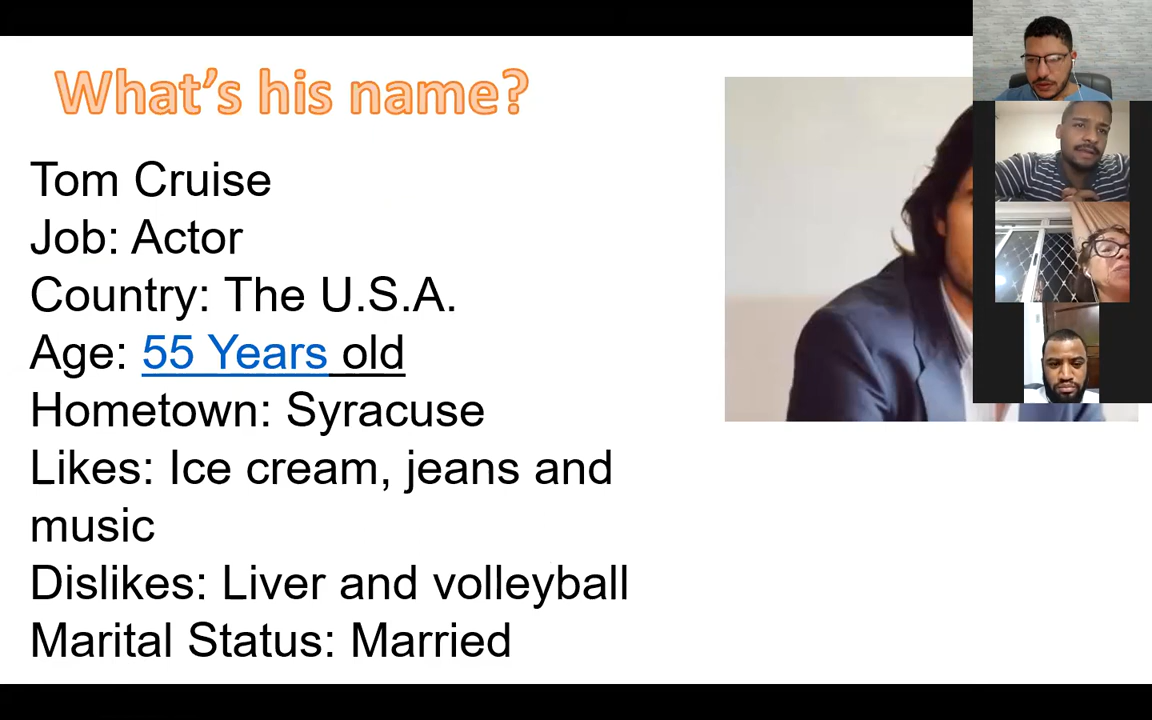 What's his name?
Tom Cruise
Job: Actor
Country: The U.S.A.
Age: 55 Years old
Hometown: Syracuse
Likes: Ice cream, jeans and
music
Dislikes: Liver and volleyball
Marital Status: Married